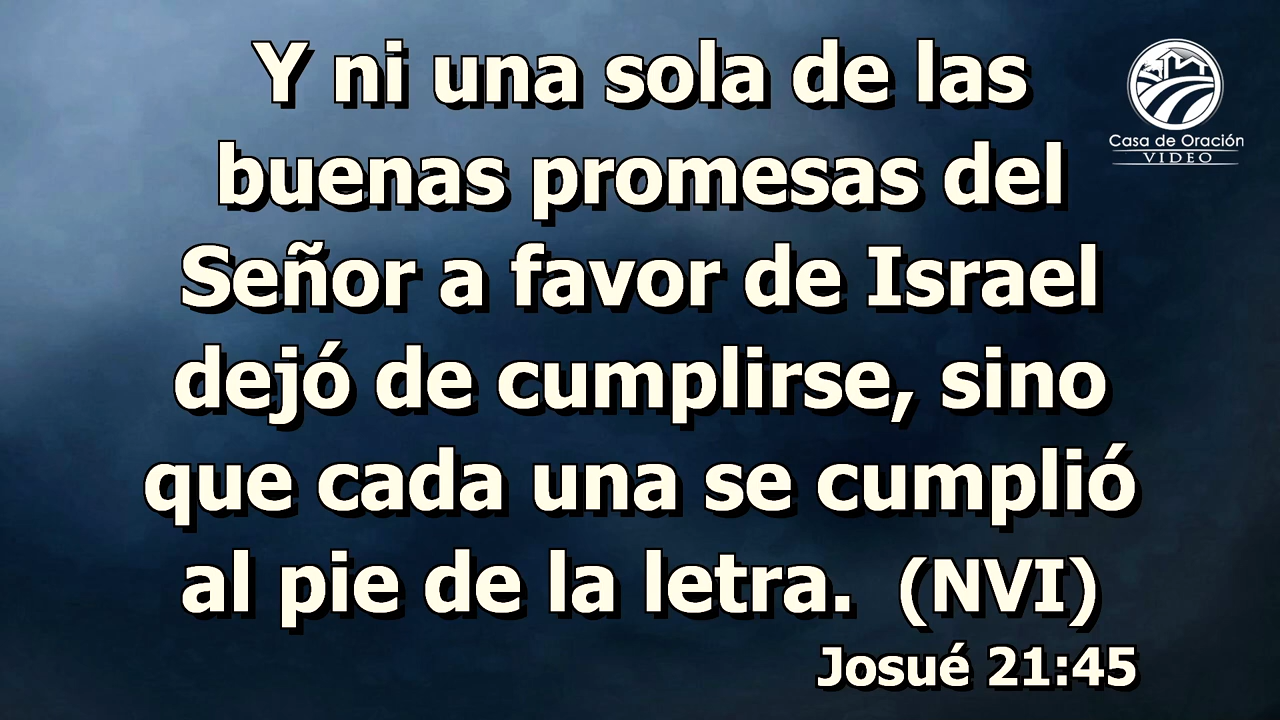 Y ni una sola de las
buenas promesas del
Señor a favor de Israel
dejó de cumplirse, sino
que cada una se cumplió
al pie de la letra.  (NVI)
Josué 21:45
Casa de Oración
VIDEO